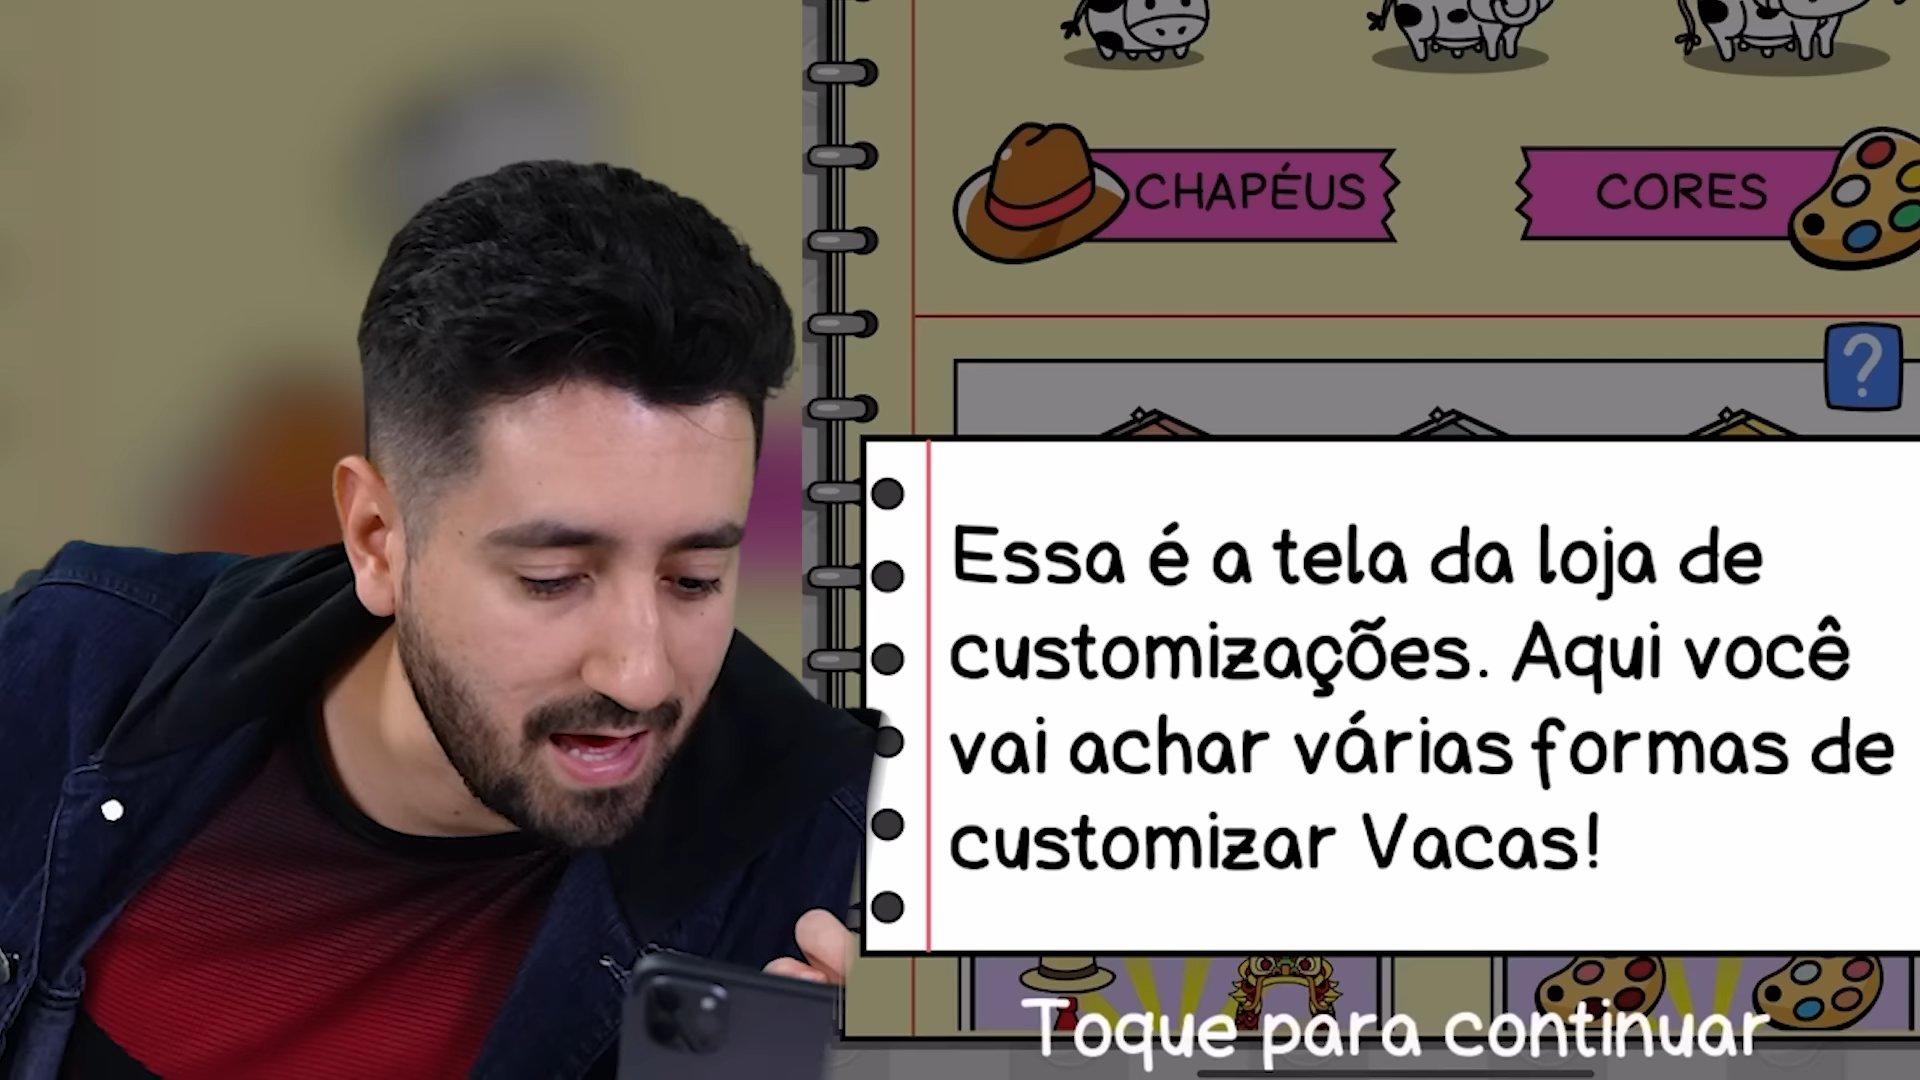 CHAPÉUS
CORES
?
Essa é a tela da loja de
customizações. Aqui você
vai achar várias formas de
customizar Vacas!
Toque para continuar